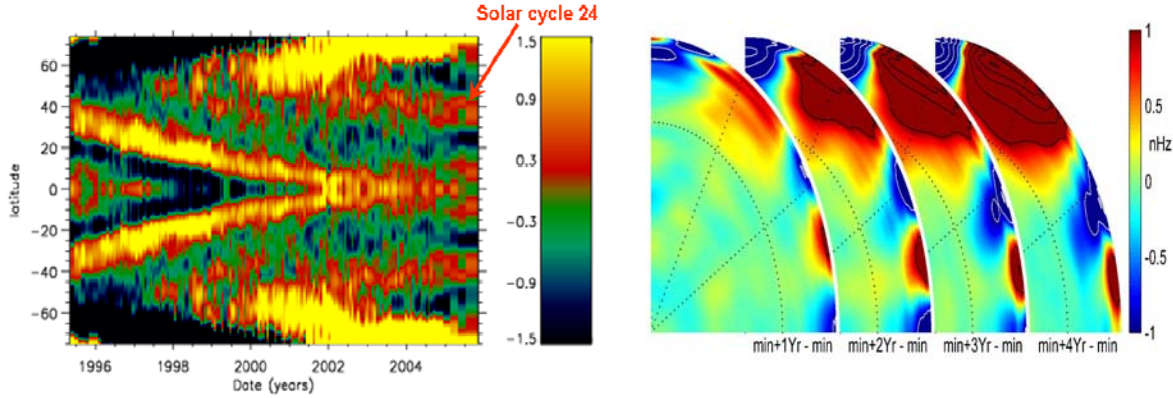 Solar cycle 24
60
40
20
0
-20
-40
-60
latitude
1996
1998
2000
2002
2004
Date (years)
1.5
0.9
0.3
-0.3
-0.9
-1.5
1
0.5
nHz
0
-0.5
-1
min+1Yr - min
min+2Yr - min
min+3Yr - min
min+4Yr - min